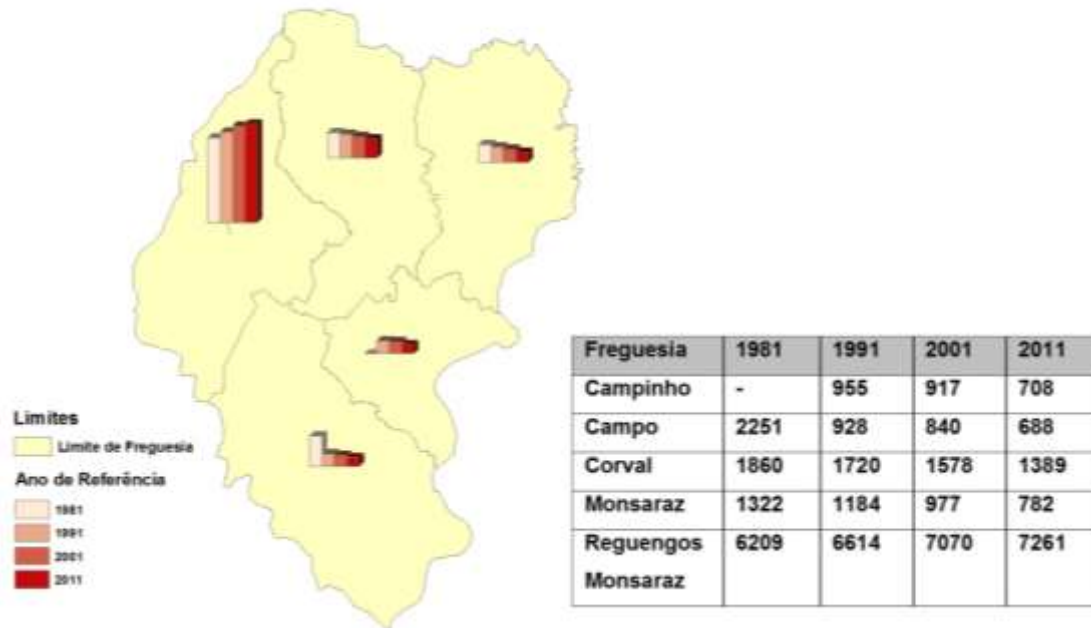 Limites
Limite de Freguesia
Ano de Referência
1981
1991
2001
2011
Freguesia 1981 1991 2001 2011
Campinho - 955 917 708
Campo 2251 928 840 688
Corval 1860 1720 1578 1389
Monsaraz 1322 1184 977 782
Reguengos 6209 6614 7070 7261
Monsaraz